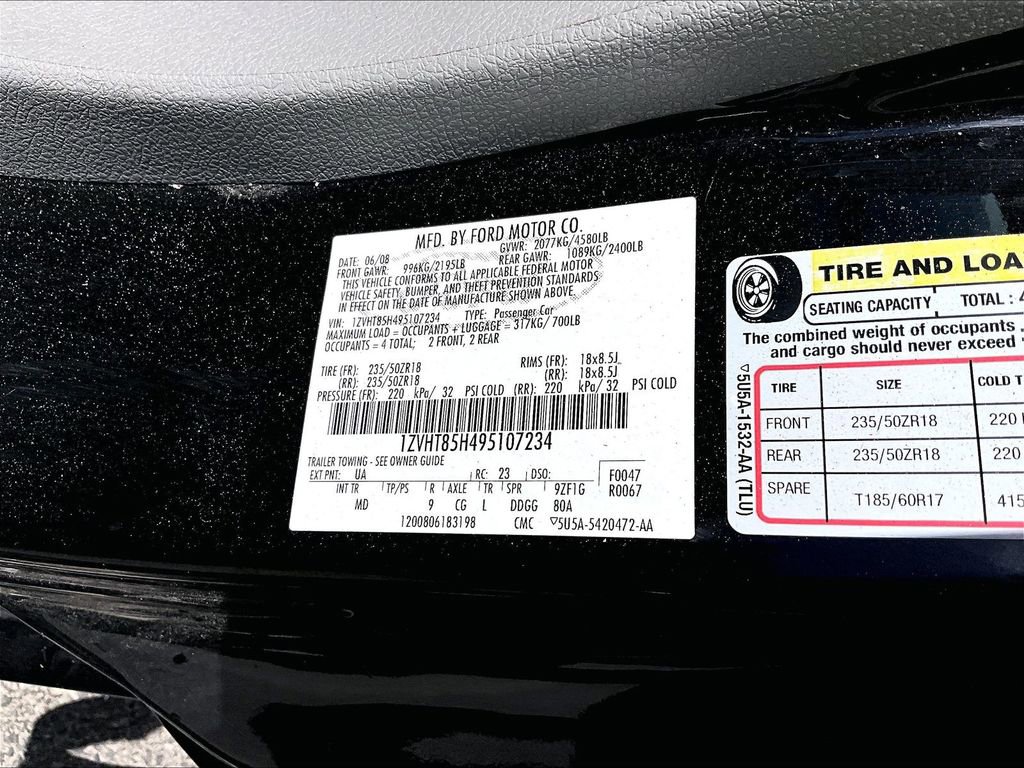 MFD. BY FORD MOTOR CO.
DATE: 06/08 GVWR: 2077KG/4580LB
FRONT GAWR: 996KG/2195LB REAR GAWR: 1089KG/2400LB
THIS VEHICLE CONFORMS TO ALL APPLICABLE FEDERAL MOTOR
VEHICLE SAFETY, BUMPER, AND THEFT PREVENTION STANDARDS
IN EFFECT ON THE DATE OF MANUFACTURE SHOWN ABOVE.
VIN: 1ZVHT85H495107234 TYPE: Passenger Car
MAXIMUM LOAD = OCCUPANTS + LUGGAGE = 317KG/ 700LB
OCCUPANTS = 4 TOTAL; 2 FRONT, 2 REAR
TIRE (FR): 235/50ZR18 RIMS (FR): 18x8.5J
(RR): 235/50ZR18 (RR): 18x8.5J
PRESSURE (FR): 220 kPa/ 32 PSI COLD (RR): 220 kPa/ 32 PSI COLD
1ZVHT85H495107234
TRAILER TOWING - SEE OWNER GUIDE
EXT PNT: UA RC: 23 DSO: F0047
INT TR TP/PS R AXLE TR SPR 9ZF1G R0067
MD 9 CG L DDGG 80A
1200806183198 CMC ▽5U5A-5420472-AA
TIRE AND LOA
SEATING CAPACITY TOTAL : 4
The combined weight of occupants
and cargo should never exceed
▽5U5A-1532-AA (TLU)
TIRE SIZE COLD T
FRONT 235/50ZR18 220
REAR 235/50ZR18 220
SPARE T185/60R17 415